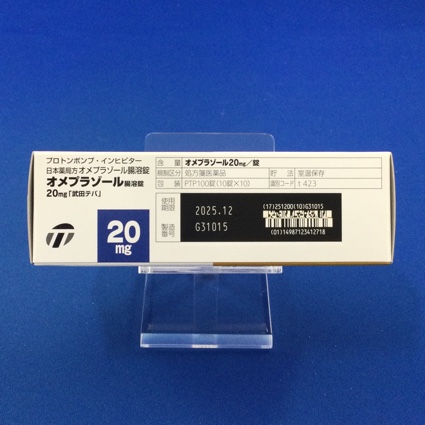 プロトンポンプ・インヒビター
日本薬局方 オメプラゾール腸溶錠
オメプラゾール腸溶錠
20mg「武田テバ」
20
mg
含量 オメプラゾール20mg/錠
規制区分 処方箋医薬品 貯法 室温保存
包装 PTP100錠(10錠×10) 識別コード t 423
使用期限 2025.12
製造番号 G31015
(17)251200(10)G31015
(01)14987123412718